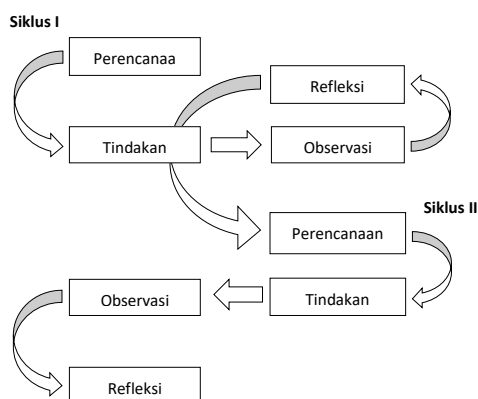 Siklus I
Perencanaa
Refleksi
Tindakan
Observasi
Siklus II
Perencanaan
Observasi
Tindakan
Refleksi